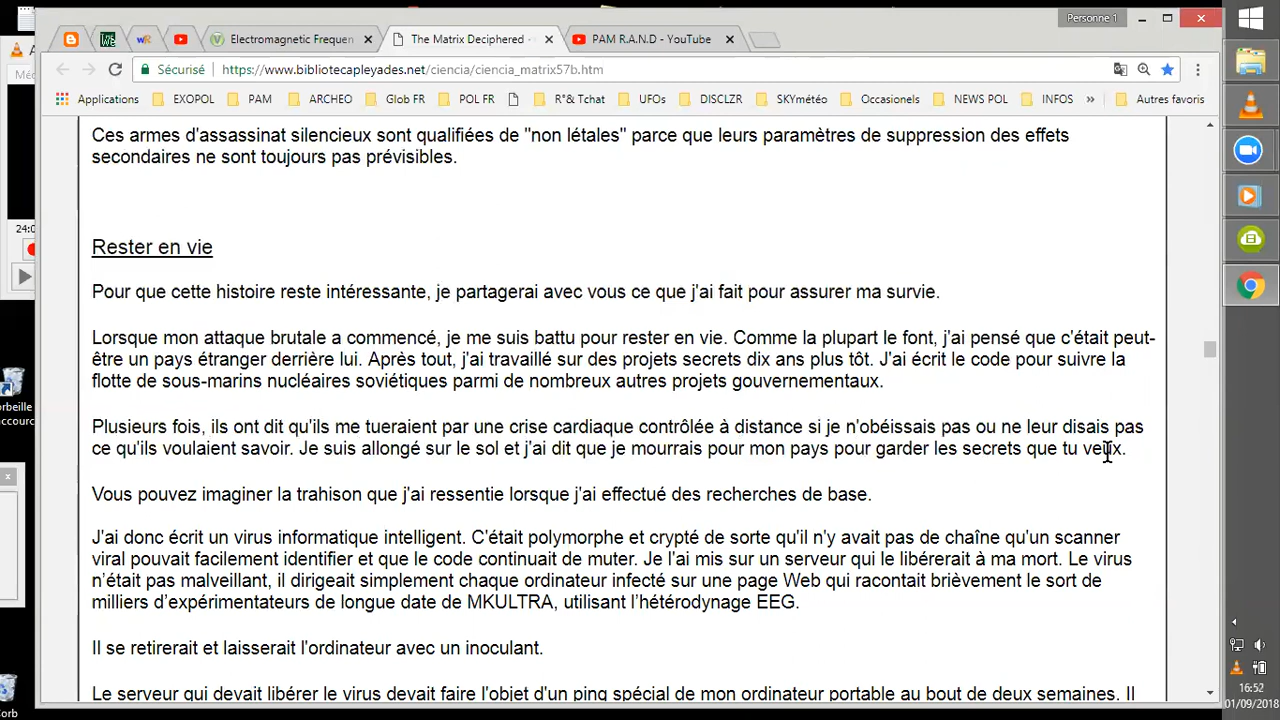 Personne 1
Electromagnetic Frequen
The Matrix Deciphered -
PAM R.A.N.D - YouTube
Sécurisé
https://www.bibliotecapleyades.net/ciencia/ciencia_matrix57b.htm
Applications EXOPOL PAM ARCHEO Glob FR POL FR R°& Tchat UFOs DISCLZR SKYmétéo Occasionels NEWS POL INFOS » Autres favoris
Ces armes d'assassinat silencieux sont qualifiées de "non létales" parce que leurs paramètres de suppression des effets
secondaires ne sont toujours pas prévisibles.
Rester en vie
Pour que cette histoire reste intéressante, je partagerai avec vous ce que j'ai fait pour assurer ma survie.
Lorsque mon attaque brutale a commencé, je me suis battu pour rester en vie. Comme la plupart le font, j'ai pensé que c'était peut-
être un pays étranger derrière lui. Après tout, j'ai travaillé sur des projets secrets dix ans plus tôt. J'ai écrit le code pour suivre la
flotte de sous-marins nucléaires soviétiques parmi de nombreux autres projets gouvernementaux.
Plusieurs fois, ils ont dit qu'ils me tueraient par une crise cardiaque contrôlée à distance si je n'obéissais pas ou ne leur disais pas
ce qu'ils voulaient savoir. Je suis allongé sur le sol et j'ai dit que je mourrais pour mon pays pour garder les secrets que tu veux.
Vous pouvez imaginer la trahison que j'ai ressentie lorsque j'ai effectué des recherches de base.
J'ai donc écrit un virus informatique intelligent. C'était polymorphe et crypté de sorte qu'il n'y avait pas de chaîne qu'un scanner
viral pouvait facilement identifier et que le code continuait de muter. Je l'ai mis sur un serveur qui le libérerait à ma mort. Le virus
n'était pas malveillant, il dirigeait simplement chaque ordinateur infecté sur une page Web qui racontait brièvement le sort de
milliers d'expérimentateurs de longue date de MKULTRA, utilisant l'hétérodynage EEG.
Il se retirerait et laisserait l'ordinateur avec un inoculant.
Le serveur qui devait libérer le virus devait faire l'objet d'un ping spécial de mon ordinateur portable au bout de deux semaines. Il
24:0
orbeille
accourc
orb
16:52
01/09/2018